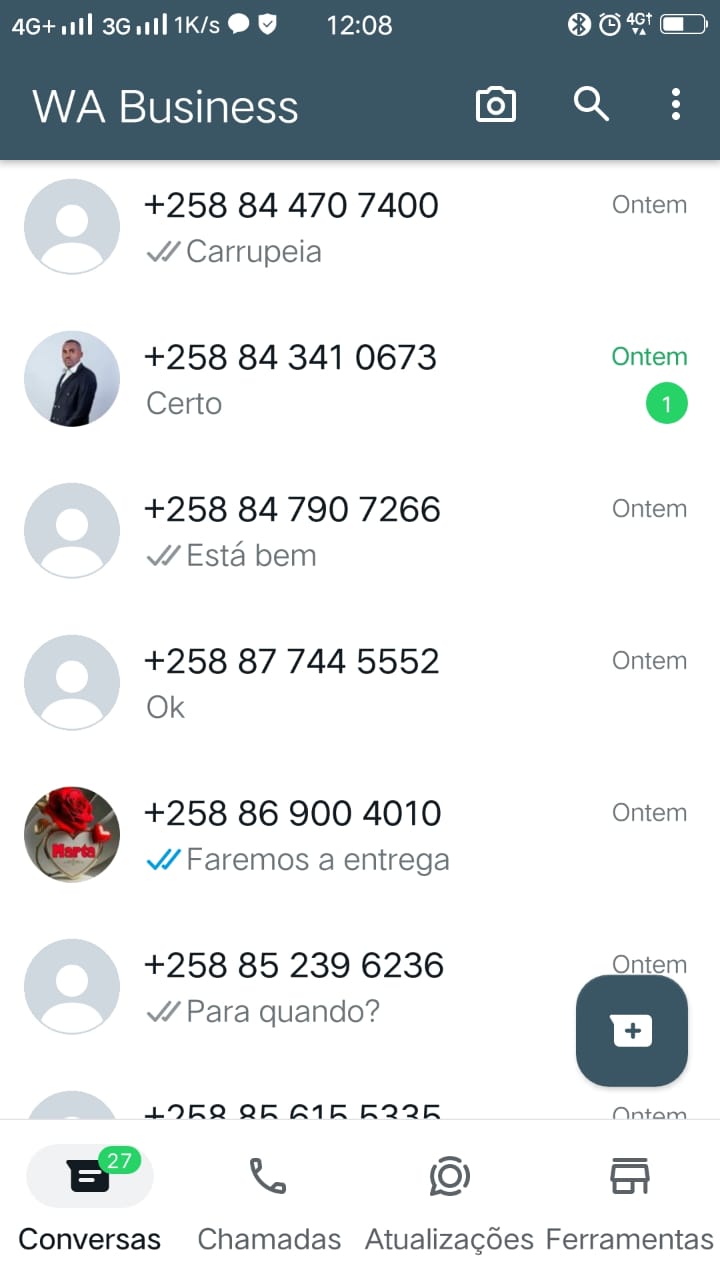 4G+ 3G 1K/s 12:08 4G†
WA Business
+258 84 470 7400 Ontem
Carrupeia
+258 84 341 0673 Ontem
Certo 1
+258 84 790 7266 Ontem
Está bem
+258 87 744 5552 Ontem
Ok
+258 86 900 4010 Ontem
Marta
Faremos a entrega
+258 85 239 6236 Ontem
Para quando?
+258 85 615 5335 Ontem
27
Conversas Chamadas Atualizações Ferramentas